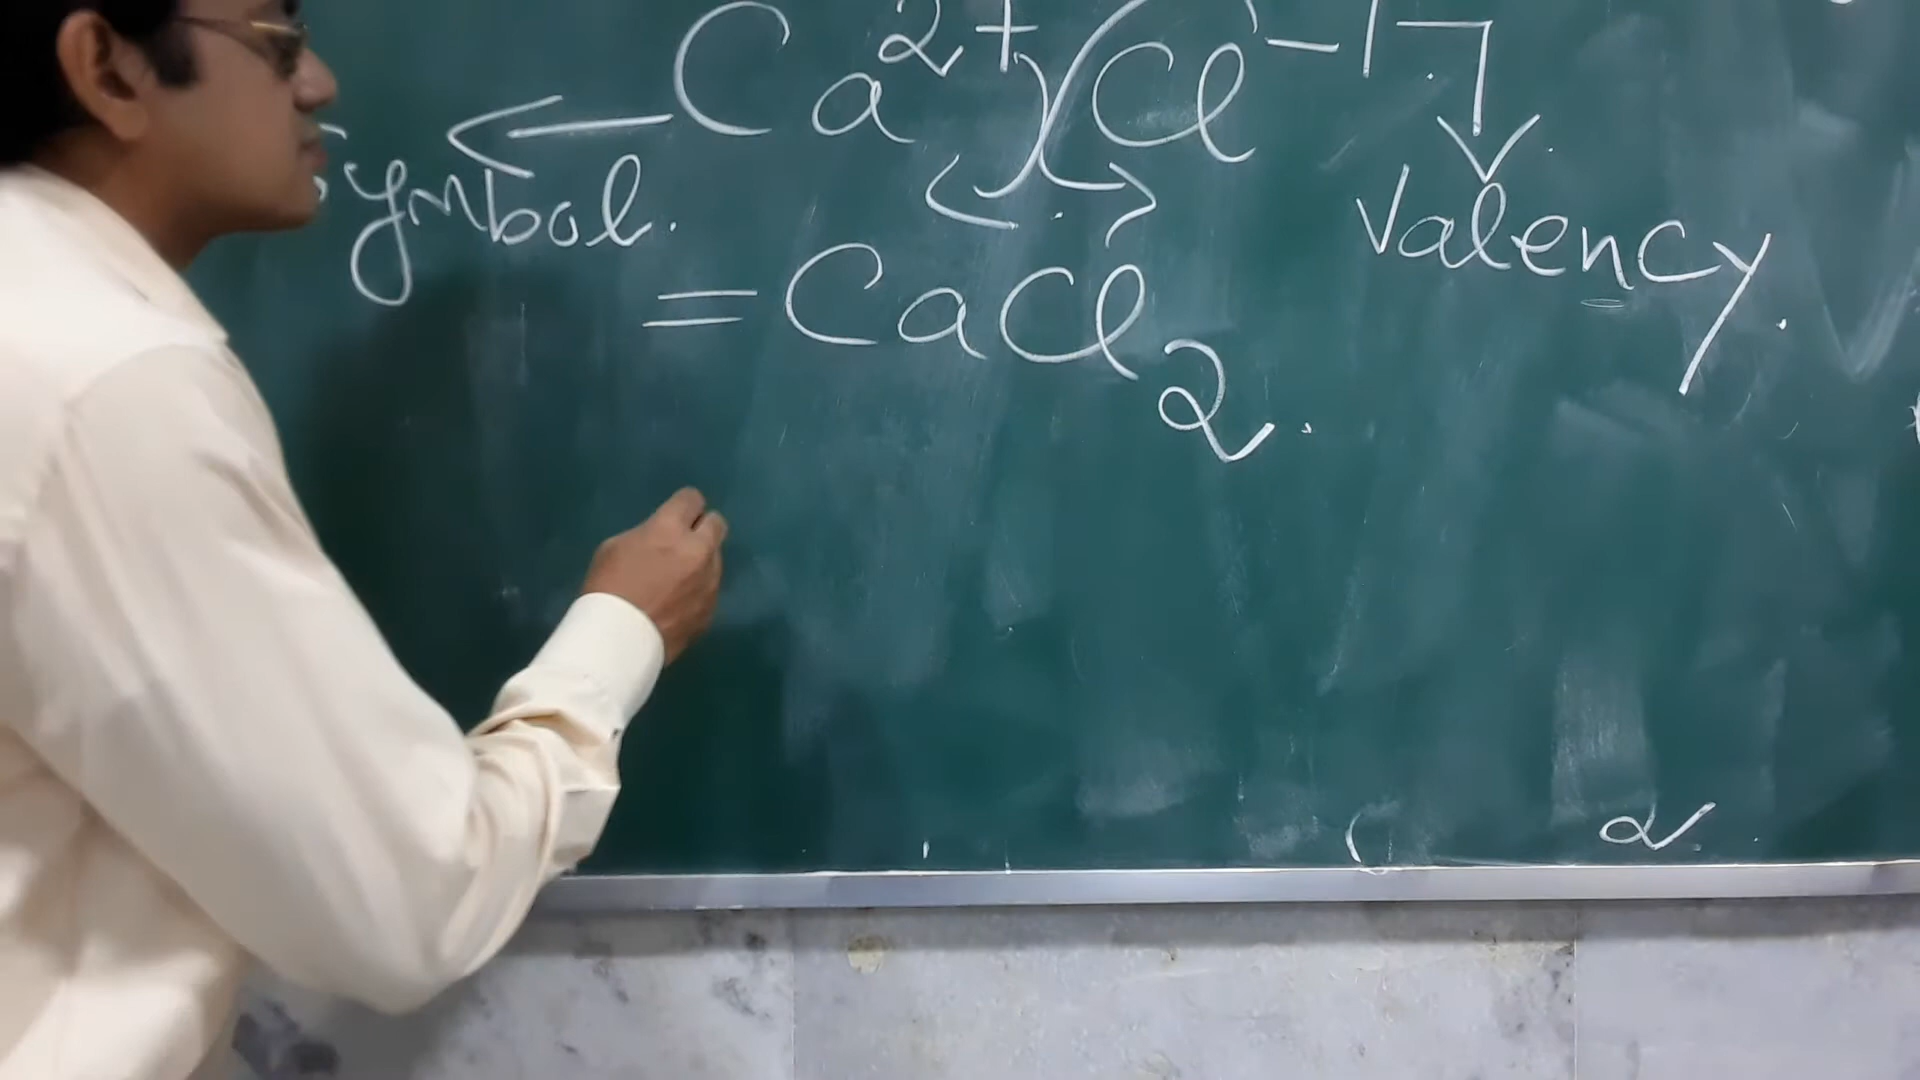 Ca2+ Cl-1
Symbol.
Valency.
= CaCl2.